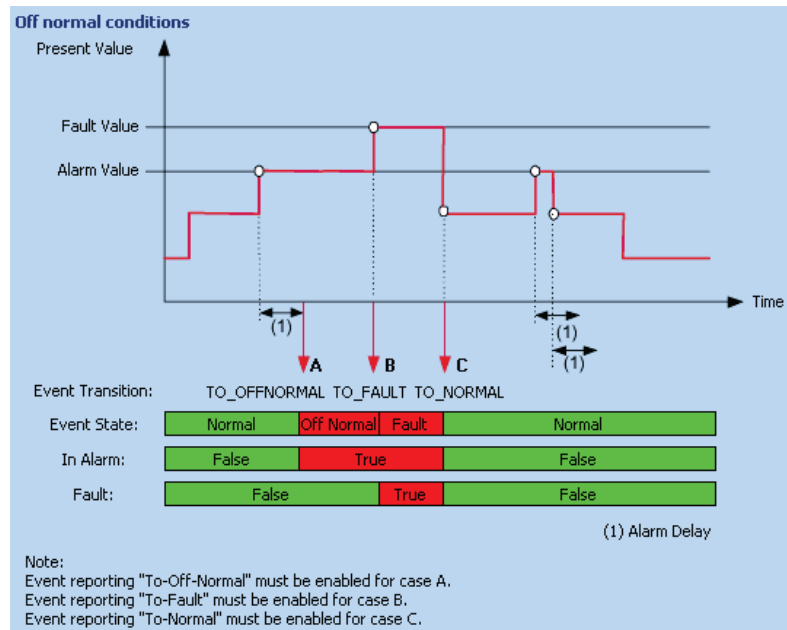 Off normal conditions
Present Value
Fault Value
Alarm Value
Time
(1)
(1)
(1)
A B C
Event Transition: TO_OFFNORMAL TO_FAULT TO_NORMAL
Event State: Normal Off Normal Fault Normal
In Alarm: False True False
Fault: False True False
(1) Alarm Delay
Note:
Event reporting "To-Off-Normal" must be enabled for case A.
Event reporting "To-Fault" must be enabled for case B.
Event reporting "To-Normal" must be enabled for case C.